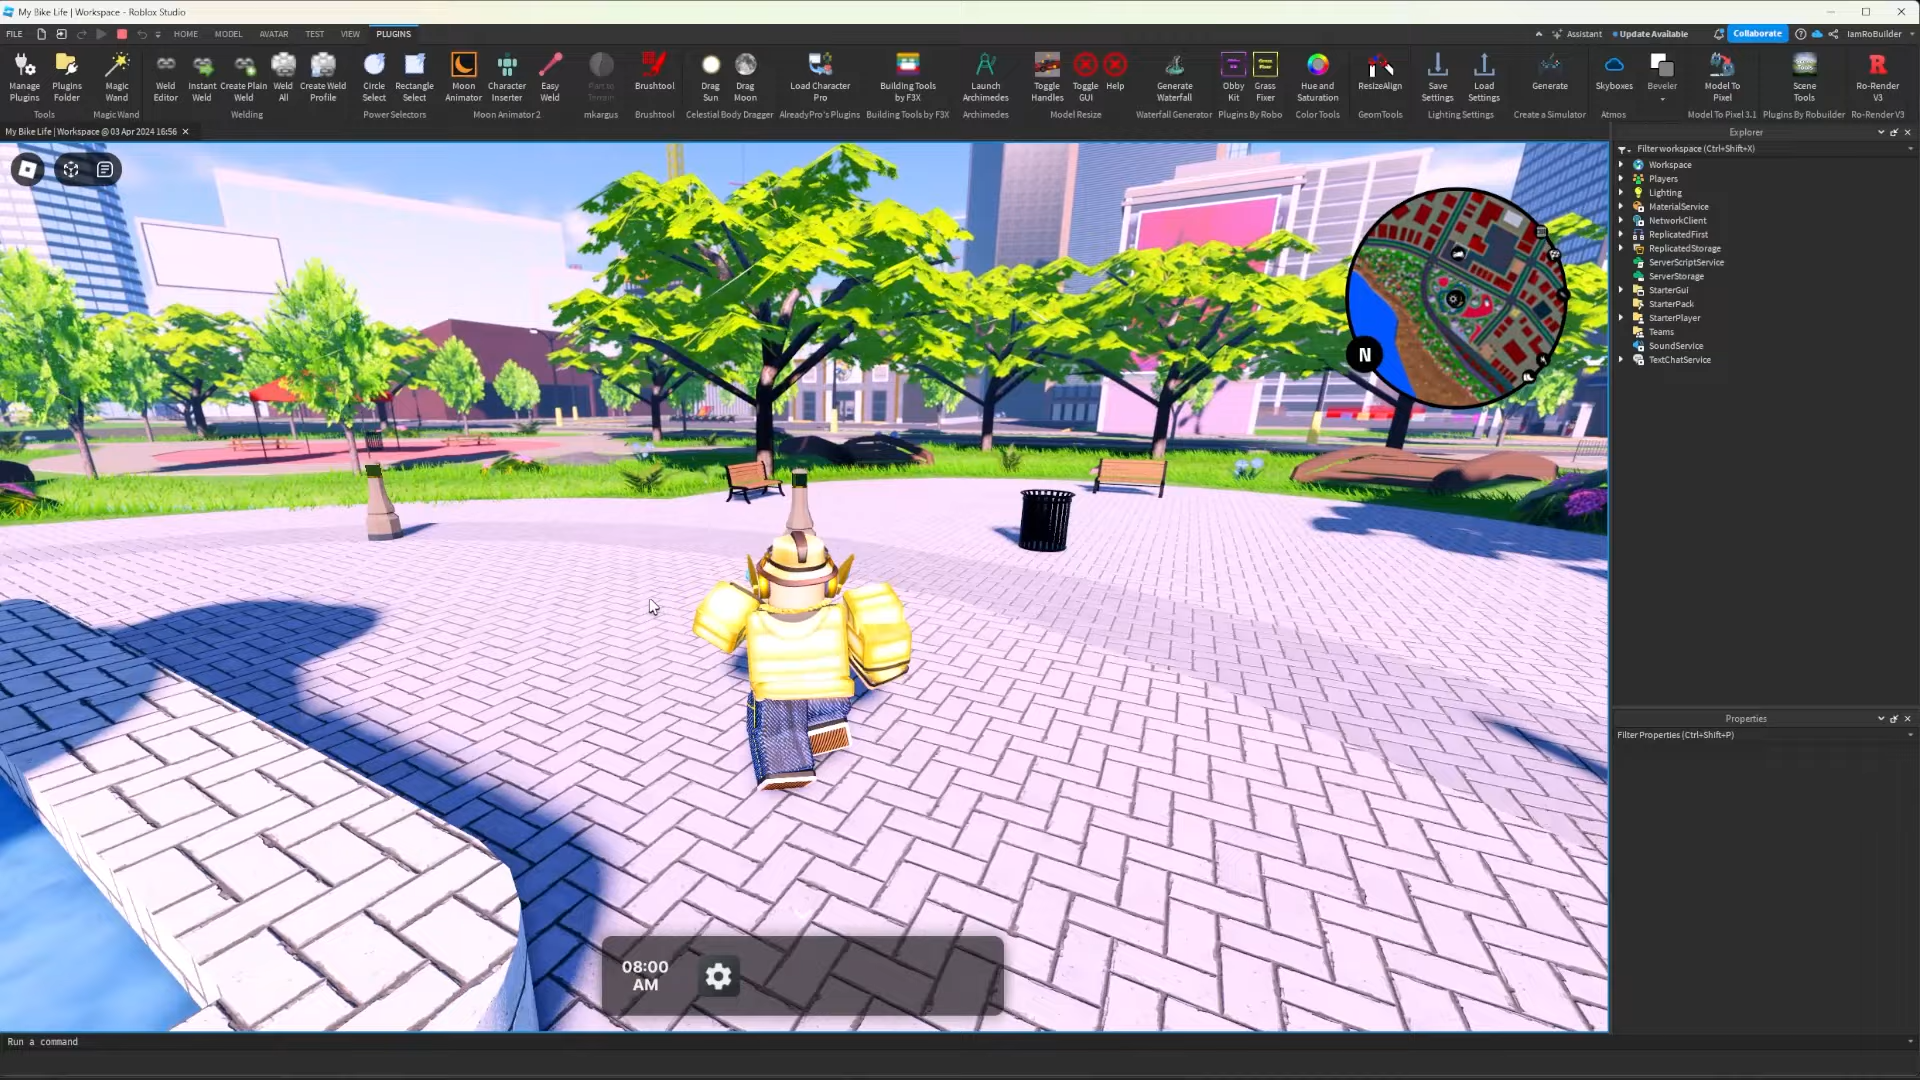 My Bike Life | Workspace - Roblox Studio
FILE HOME MODEL AVATAR TEST VIEW PLUGINS Assistant Update Available Collaborate IamRoBuilder
Manage Plugins
Plugins Folder
Magic Wand
Weld Editor
Instant Weld
Create Plain Weld
Weld All
Create Weld Profile
Circle Select
Rectangle Select
Moon Animator
Character Inserter
Easy Weld
Part to Terrain
Brushtool
Drag Sun
Drag Moon
Load Character Pro
Building Tools by F3X
Launch Archimedes
Toggle Handles
Toggle GUI
Help
Generate Waterfall
Obby Kit
Grass Fixer
Hue and Saturation
ResizeAlign
Save Settings
Load Settings
Generate
Skyboxes
Beveler
Model To Pixel
Scene Tools
Ro-Render V3
Tools Magic Wand Welding Power Selectors Moon Animator 2 mkargus Brushtool Celestial Body Dragger AlreadyPro's Plugins Building Tools by F3X Archimedes Model Resize Waterfall Generator Plugins By Robo Color Tools GeomTools Lighting Settings Create a Simulator Atmos Model To Pixel 3.1 Plugins By Robuilder Ro-Render V3
My Bike Life | Workspace @ 03 Apr 2024 16:56
Explorer
Filter workspace (Ctrl+Shift+X)
Workspace
Players
Lighting
MaterialService
NetworkClient
ReplicatedFirst
ReplicatedStorage
ServerScriptService
ServerStorage
StarterGui
StarterPack
StarterPlayer
Teams
SoundService
TextChatService
N
Properties
Filter Properties (Ctrl+Shift+P)
08:00
AM
Run a command